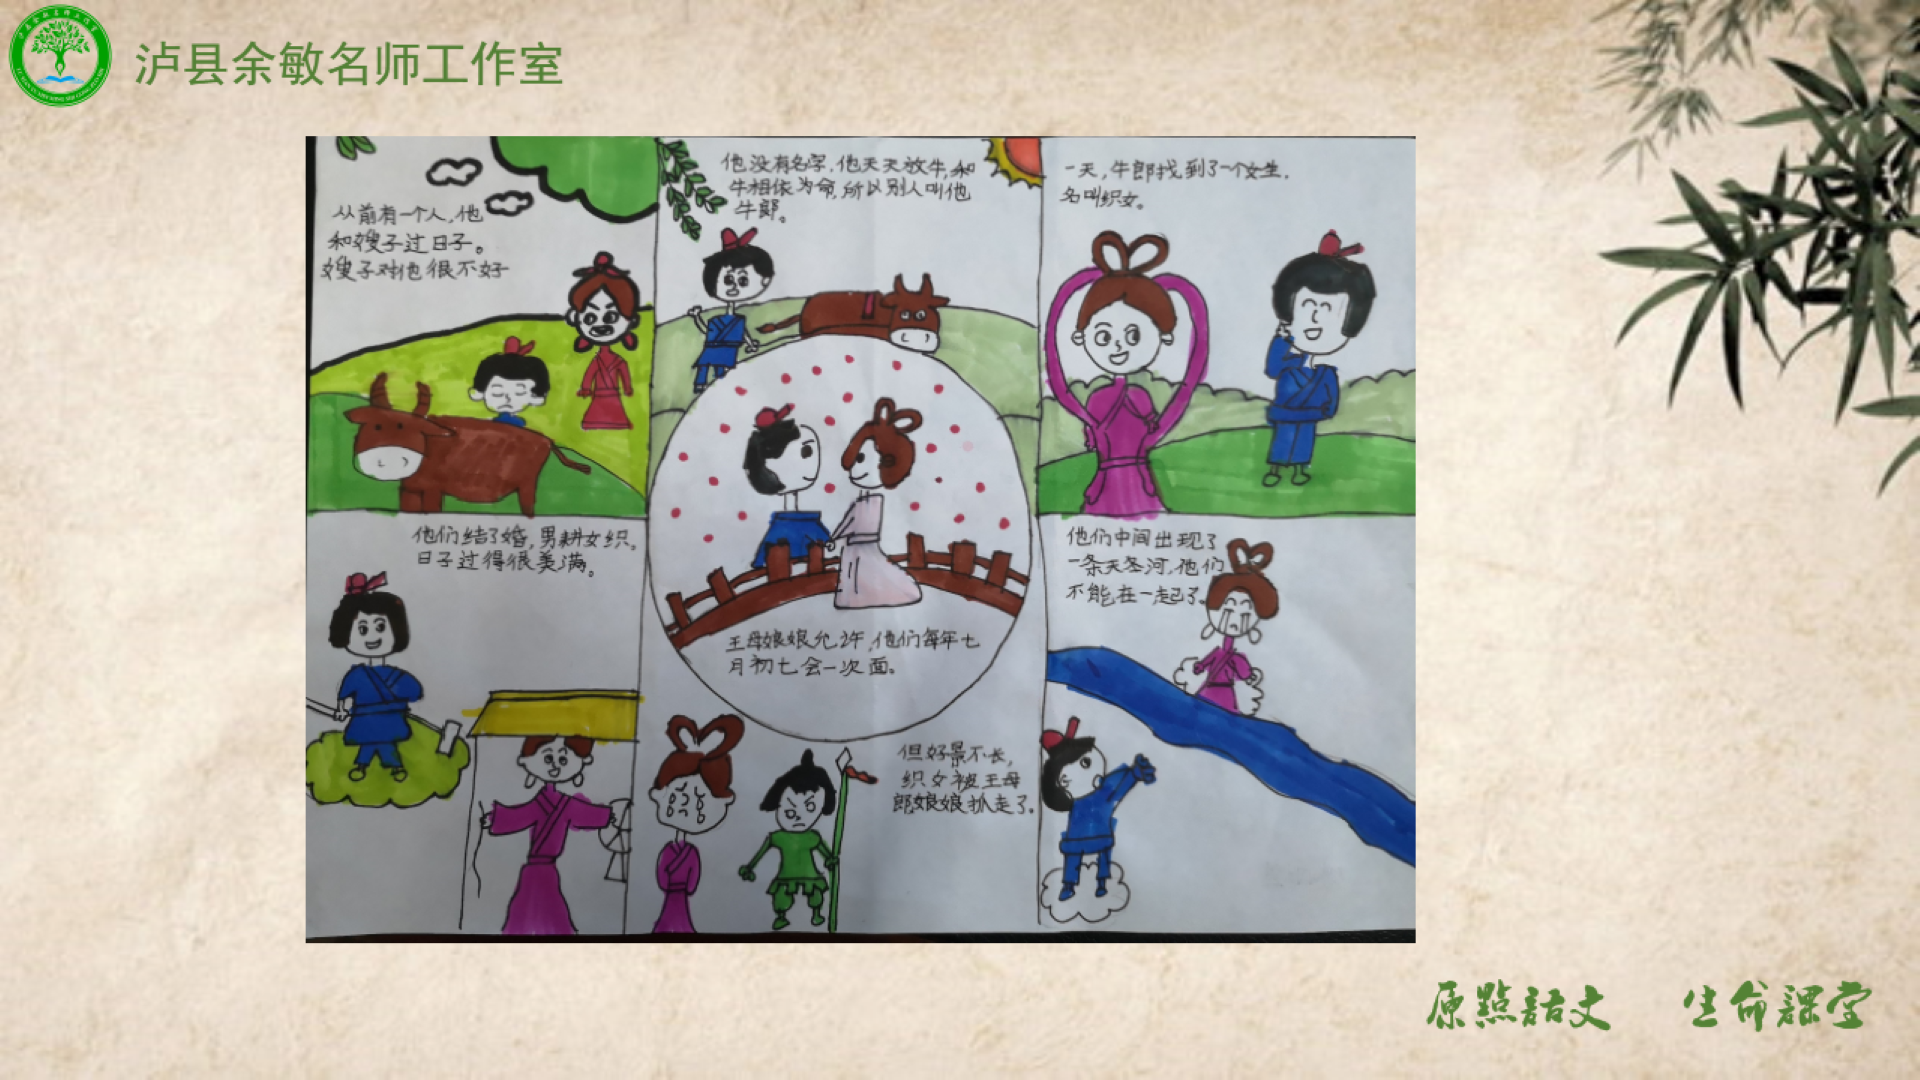 泸县余敏名师工作室
从前有一个人,他
和嫂子过日子。
嫂子对他很不好
他没有名字,他天天放牛,和
牛相依为命,所以别人叫他
牛郎。
一天,牛郎找到了一个女生.
名叫织女。
他们结了婚,男耕女织。
日子过得很美满。
王母娘娘允许,他们每年七
月初七会一次面。
但好景不长,
织女被王母
娘娘抓走了.
他们中间出现了
一条天河,他们
不能在一起了。
原點語文
生命課堂